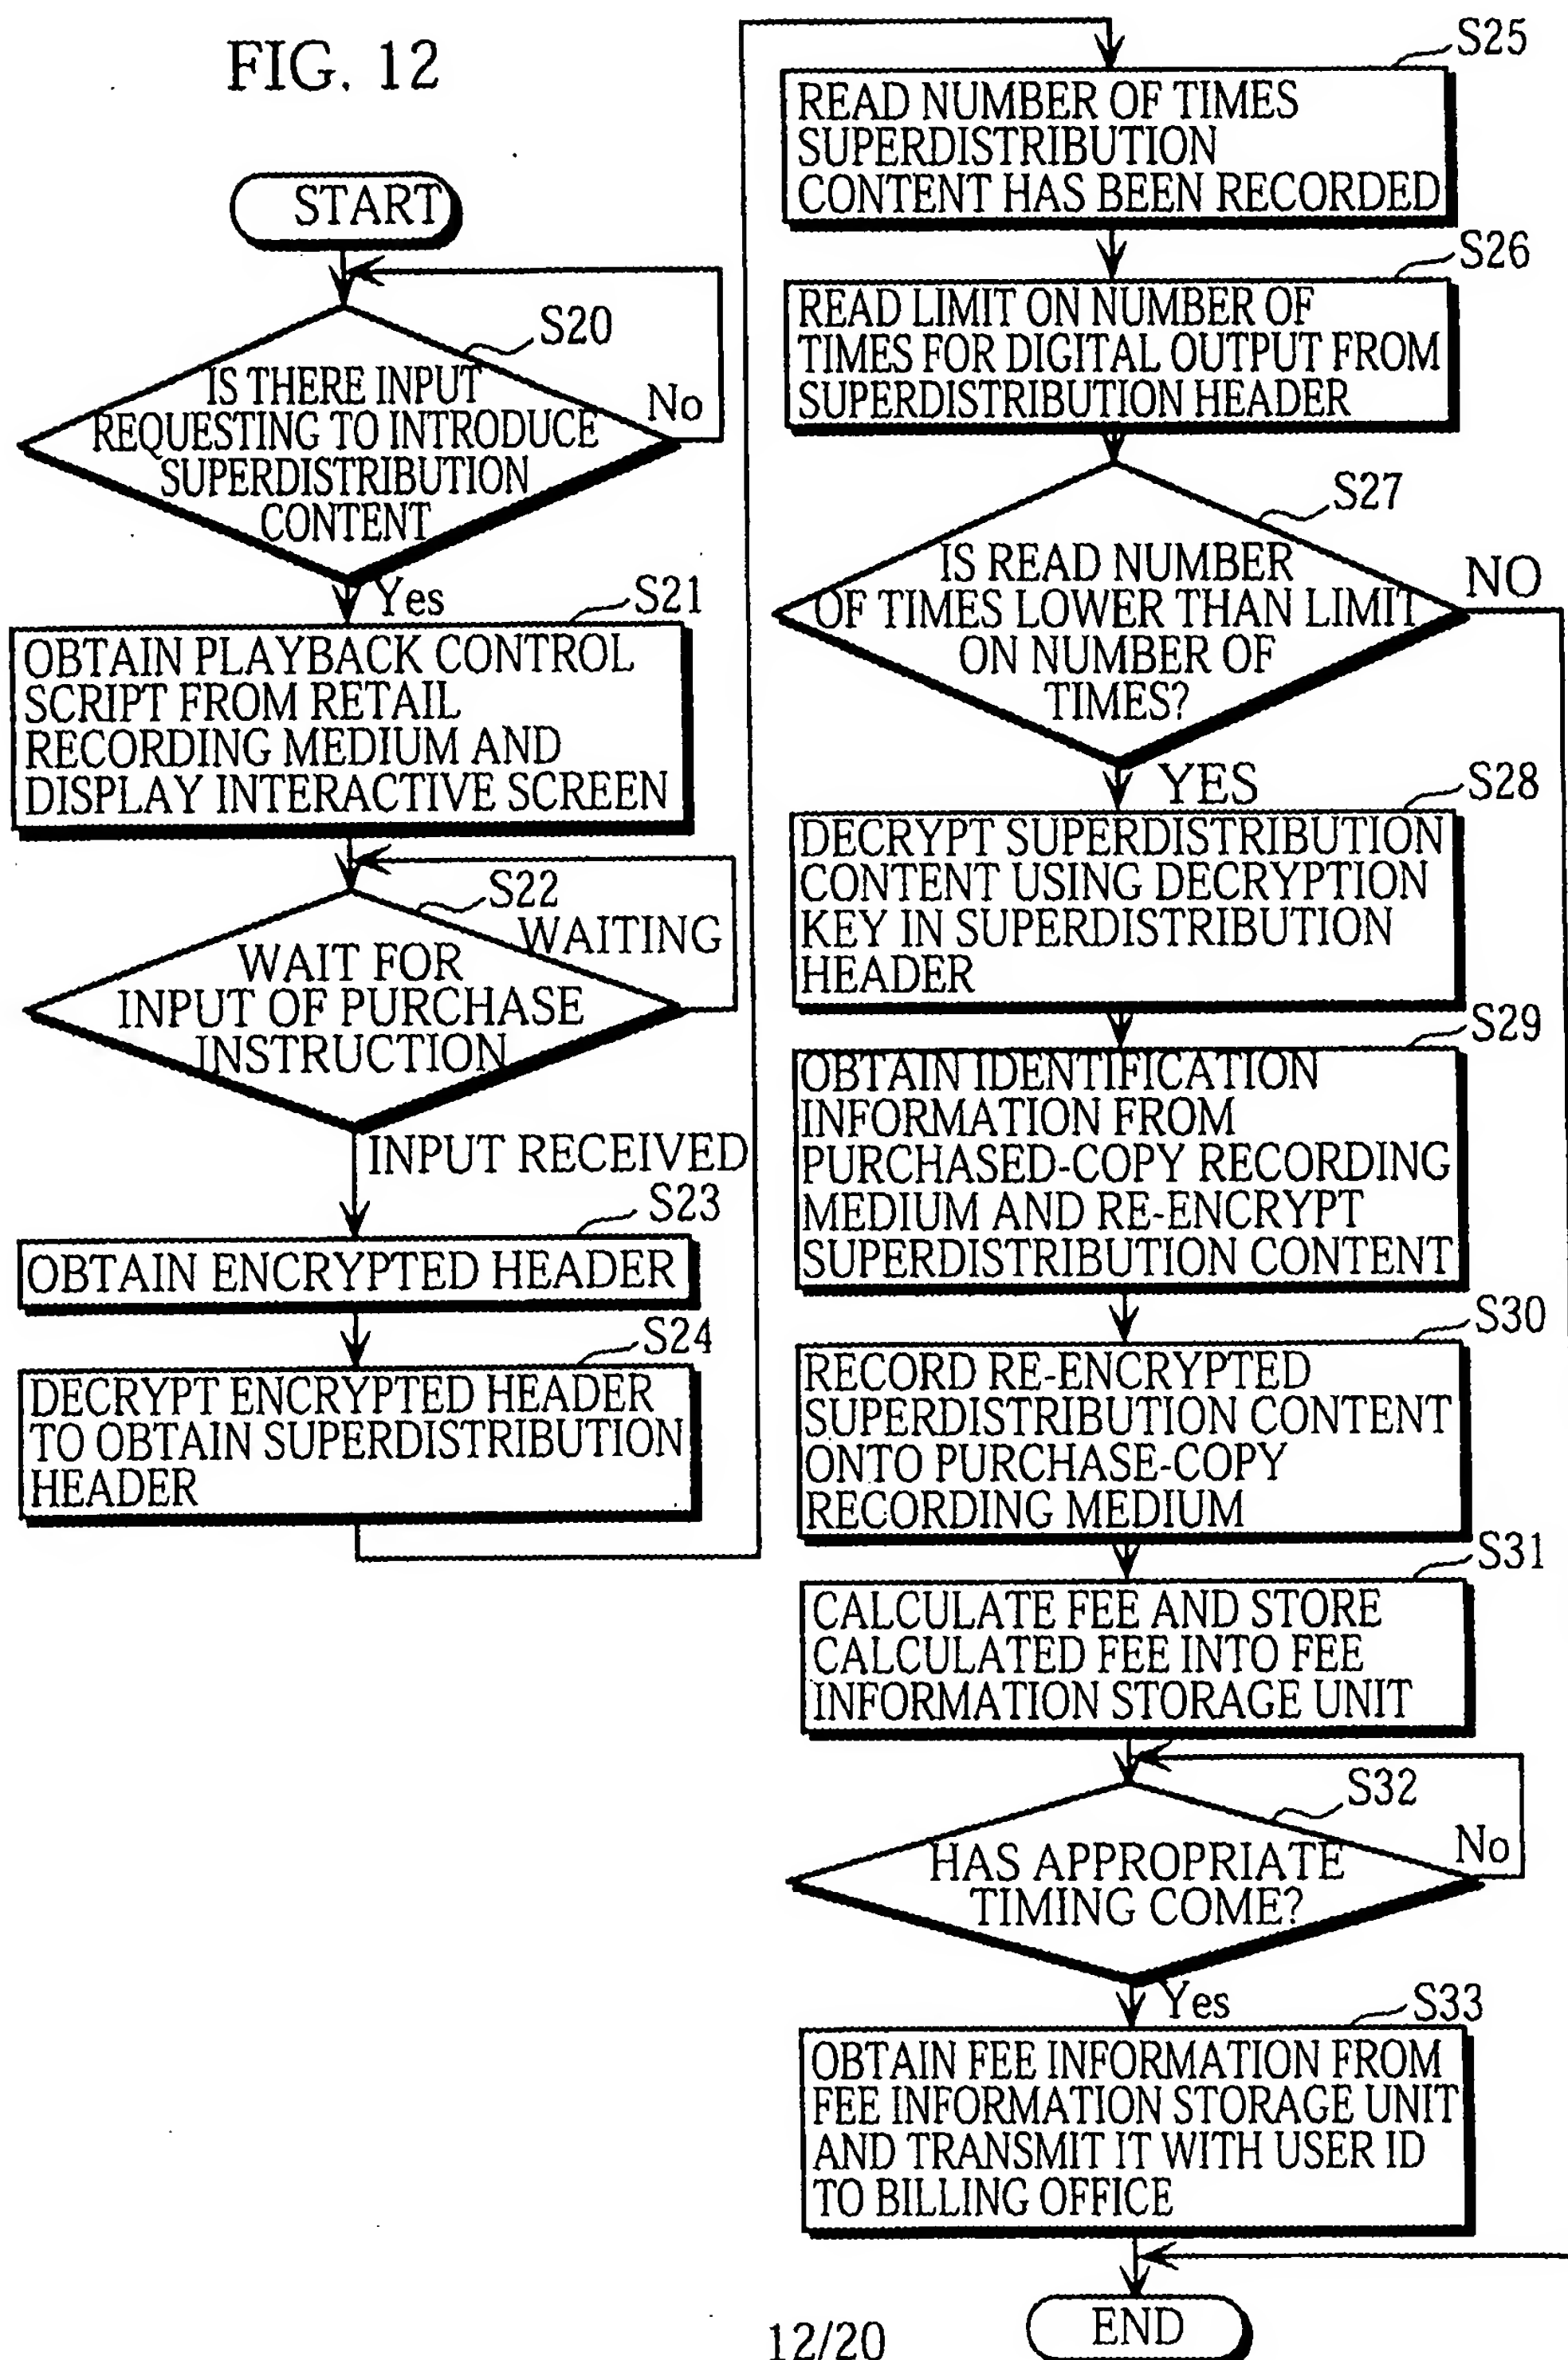 FIG. 12
START
S20
IS THERE INPUT
REQUESTING TO INTRODUCE
SUPERDISTRIBUTION
CONTENT
No
Yes
S21
OBTAIN PLAYBACK CONTROL
SCRIPT FROM RETAIL
RECORDING MEDIUM AND
DISPLAY INTERACTIVE SCREEN
S22
WAITING
WAIT FOR
INPUT OF PURCHASE
INSTRUCTION
INPUT RECEIVED
S23
OBTAIN ENCRYPTED HEADER
S24
DECRYPT ENCRYPTED HEADER
TO OBTAIN SUPERDISTRIBUTION
HEADER
S25
READ NUMBER OF TIMES
SUPERDISTRIBUTION
CONTENT HAS BEEN RECORDED
S26
READ LIMIT ON NUMBER OF
TIMES FOR DIGITAL OUTPUT FROM
SUPERDISTRIBUTION HEADER
S27
IS READ NUMBER
OF TIMES LOWER THAN LIMIT
ON NUMBER OF
TIMES?
NO
YES
S28
DECRYPT SUPERDISTRIBUTION
CONTENT USING DECRYPTION
KEY IN SUPERDISTRIBUTION
HEADER
S29
OBTAIN IDENTIFICATION
INFORMATION FROM
PURCHASED-COPY RECORDING
MEDIUM AND RE-ENCRYPT
SUPERDISTRIBUTION CONTENT
S30
RECORD RE-ENCRYPTED
SUPERDISTRIBUTION CONTENT
ONTO PURCHASE-COPY
RECORDING MEDIUM
S31
CALCULATE FEE AND STORE
CALCULATED FEE INTO FEE
INFORMATION STORAGE UNIT
S32
HAS APPROPRIATE
TIMING COME?
No
Yes
S33
OBTAIN FEE INFORMATION FROM
FEE INFORMATION STORAGE UNIT
AND TRANSMIT IT WITH USER ID
TO BILLING OFFICE
END
12/20